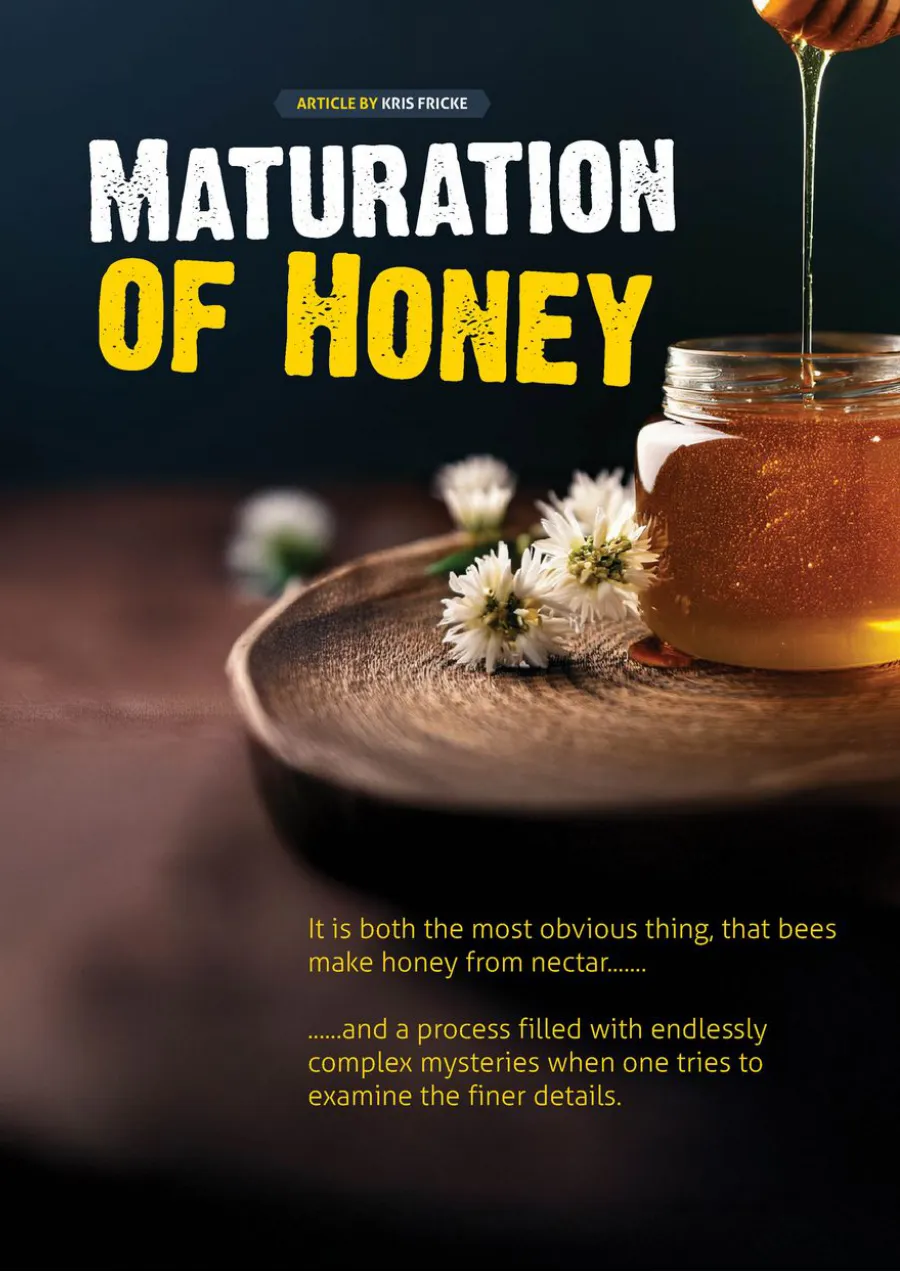 ARTICLE BY KRIS FRICKE
MATURATION
OF HONEY
It is both the most obvious thing, that bees
make honey from nectar.......
......and a process filled with endlessly
complex mysteries when one tries to
examine the finer details.